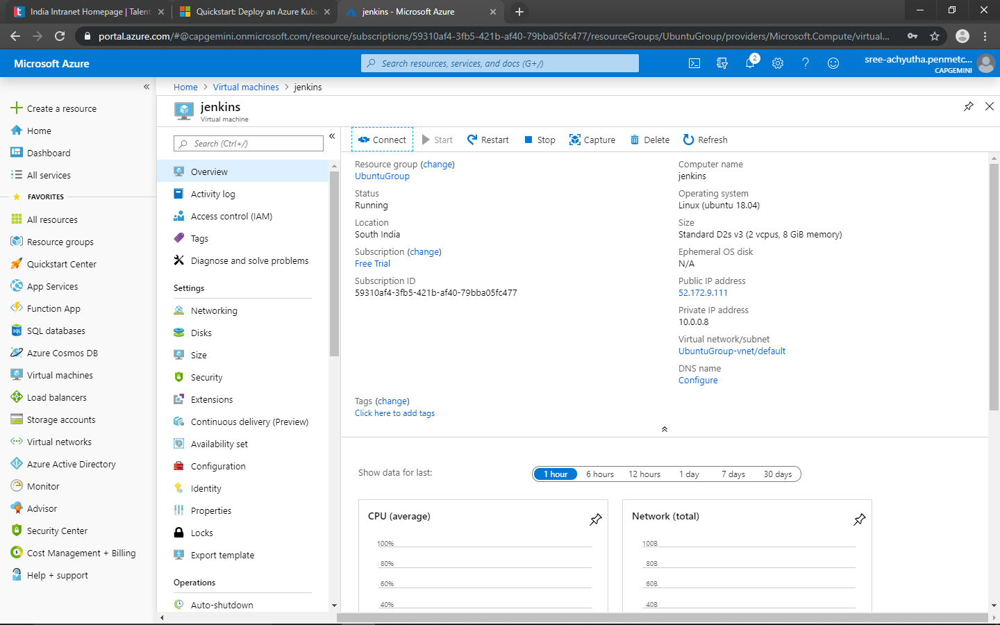 India Intranet Homepage | Talent
Quickstart: Deploy an Azure Kube
jenkins - Microsoft Azure
portal.azure.com/#@capgemini.onmicrosoft.com/resource/subscriptions/59310af4-3fb5-421b-af40-79bba05fc477/resourceGroups/UbuntuGroup/providers/Microsoft.Compute/virtual...
Microsoft Azure
Search resources, services, and docs (G+/)
2
sree-achyutha.penmetc...
CAPGEMINI
Home > Virtual machines > jenkins
jenkins
Virtual machine
Create a resource
Home
Dashboard
All services
FAVORITES
All resources
Resource groups
Quickstart Center
App Services
Function App
SQL databases
Azure Cosmos DB
Virtual machines
Load balancers
Storage accounts
Virtual networks
Azure Active Directory
Monitor
Advisor
Security Center
Cost Management + Billing
Help + support
Search (Ctrl+/)
Overview
Activity log
Access control (IAM)
Tags
Diagnose and solve problems
Settings
Networking
Disks
Size
Security
Extensions
Continuous delivery (Preview)
Availability set
Configuration
Identity
Properties
Locks
Export template
Operations
Auto-shutdown
Connect Start Restart Stop Capture Delete Refresh
Resource group (change)
UbuntuGroup
Status
Running
Location
South India
Subscription (change)
Free Trial
Subscription ID
59310af4-3fb5-421b-af40-79bba05fc477
Computer name
jenkins
Operating system
Linux (ubuntu 18.04)
Size
Standard D2s v3 (2 vcpus, 8 GiB memory)
Ephemeral OS disk
N/A
Public IP address
52.172.9.111
Private IP address
10.0.0.8
Virtual network/subnet
UbuntuGroup-vnet/default
DNS name
Configure
Tags (change)
Click here to add tags
Show data for last:
1 hour 6 hours 12 hours 1 day 7 days 30 days
CPU (average)
100%
80%
60%
40%
Network (total)
100B
80B
60B
40B